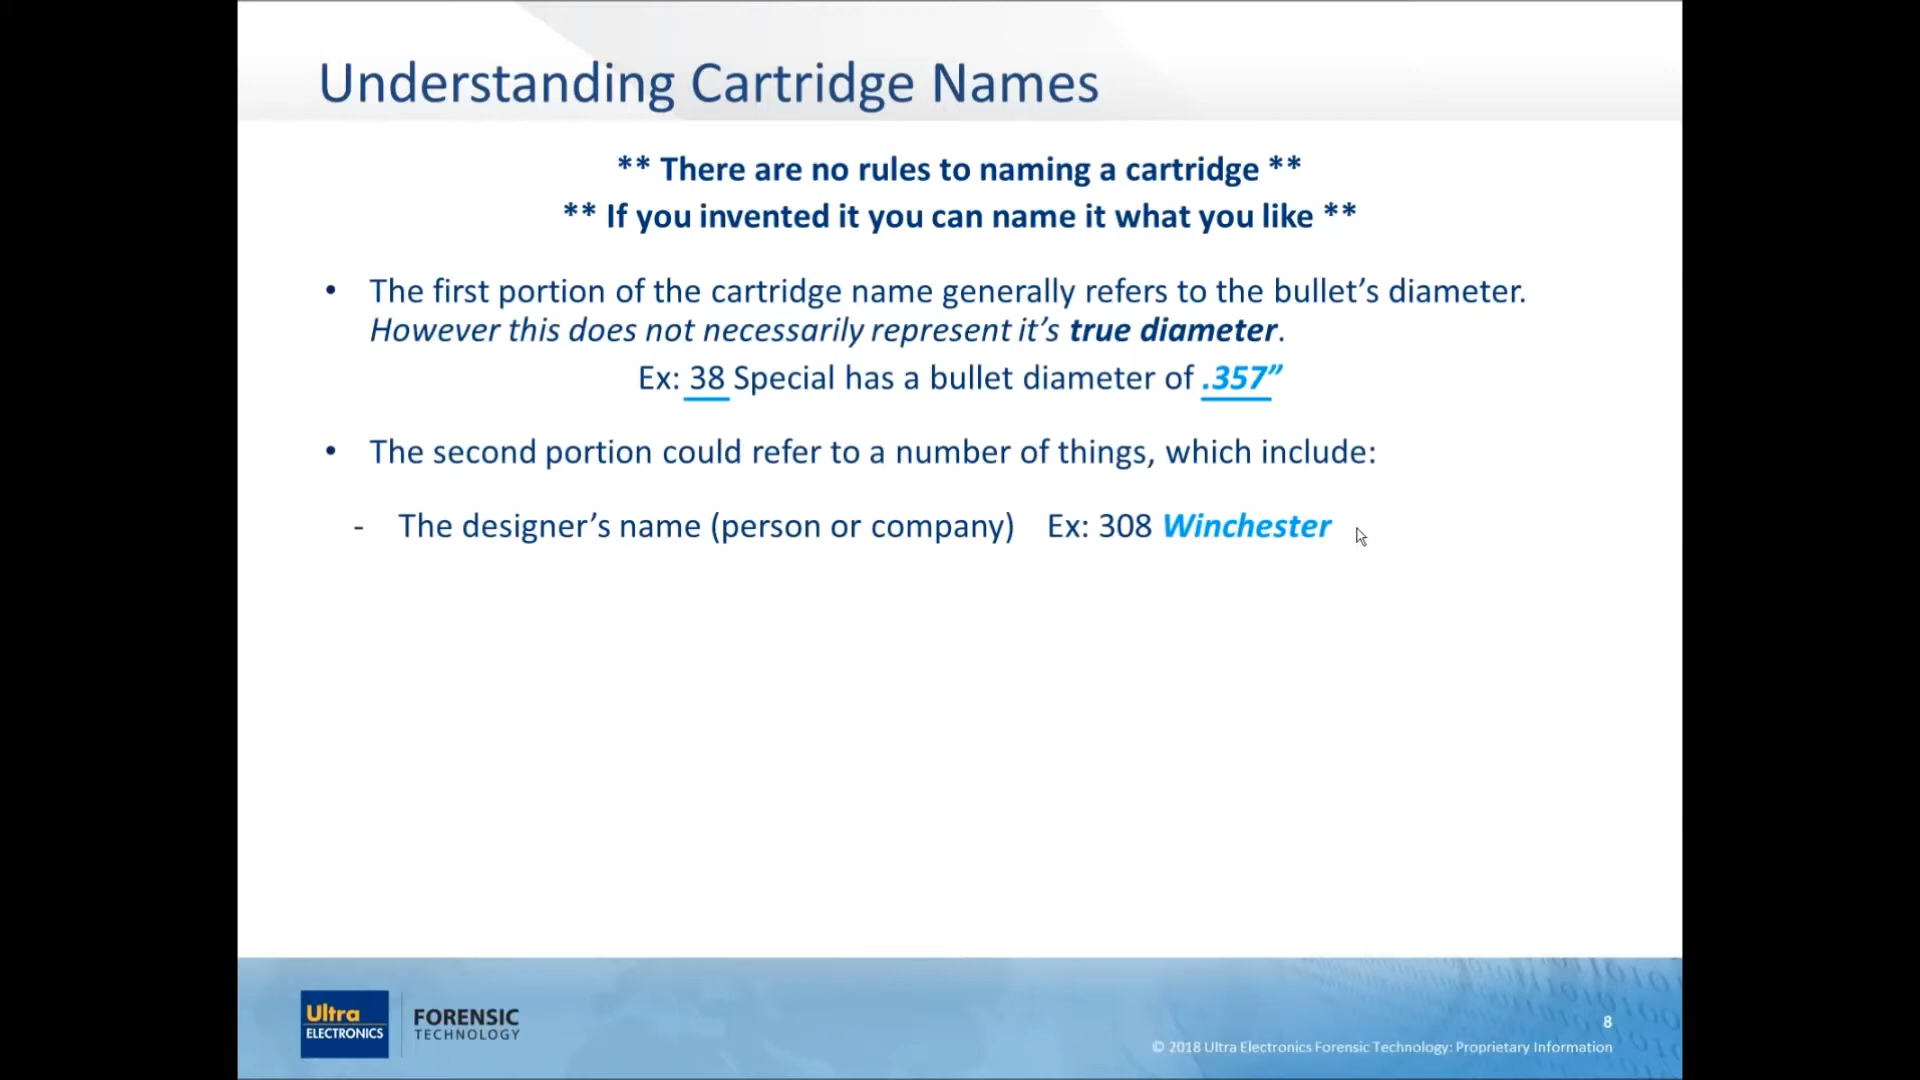 Understanding Cartridge Names
** There are no rules to naming a cartridge **
** If you invented it you can name it what you like **
• The first portion of the cartridge name generally refers to the bullet’s diameter.
However this does not necessarily represent it’s true diameter.
Ex: 38 Special has a bullet diameter of .357”
• The second portion could refer to a number of things, which include:
- The designer’s name (person or company) Ex: 308 Winchester
Ultra
ELECTRONICS
FORENSIC
TECHNOLOGY
8
© 2018 Ultra Electronics Forensic Technology: Proprietary Information